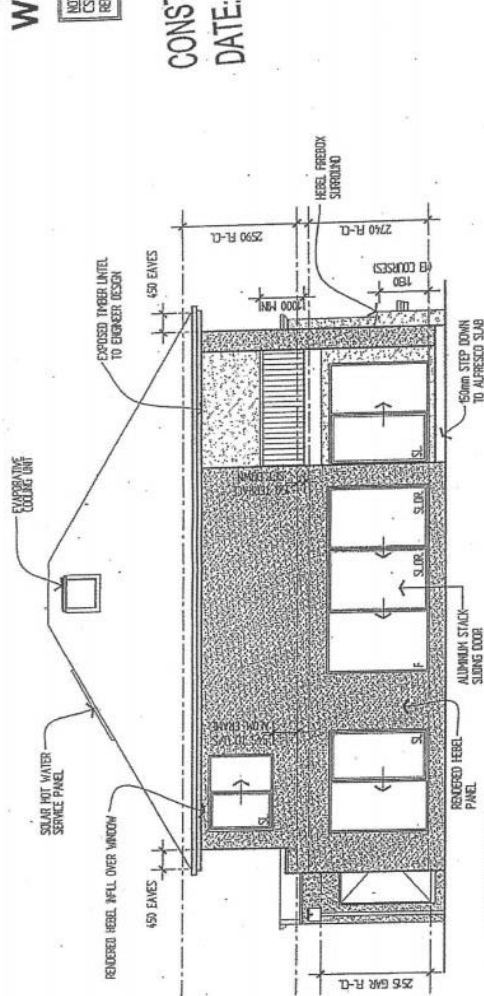 W
CONST
DATE:
EVAPORATIVE
COOLING UNIT
SOLAR HOT WATER
SERVICE PANEL
RENDERED HEBEL INFILL OVER WINDOW
450 EAVES
450 EAVES
EXPOSED TIMBER LINTEL
TO ENGINEER DESIGN
2590 FL-CL
2740 FL-CL
1000 MIN
HEBEL FIREBOX
SURROUND
1180
(13 COURSES)
150mm STEP DOWN
TO ALFRESCO SLAB
SL
SL
F
SLDR
SLDR
SL
ALUMINIUM STACK-
SLIDING DOOR
RENDERED HEBEL
PANEL
2515 GAR FL-CL